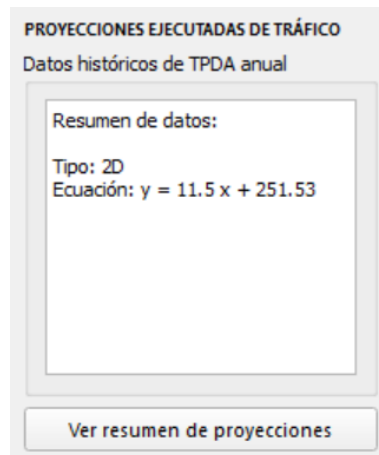 PROYECCIONES EJECUTADAS DE TRÁFICO
Datos históricos de TPDA anual
Resumen de datos:
Tipo: 2D
Ecuación: y = 11.5 x + 251.53
Ver resumen de proyecciones